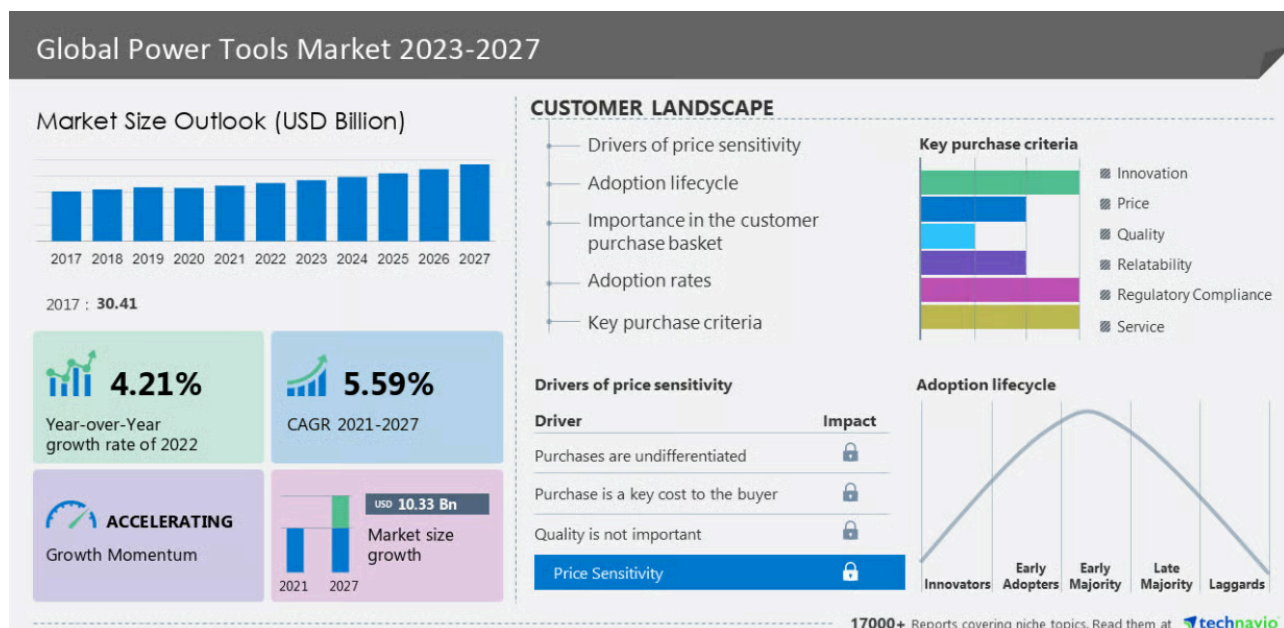 Global Power Tools Market 2023-2027
Market Size Outlook (USD Billion)
2017 2018 2019 2020 2021 2022 2023 2024 2025 2026 2027
2017 : 30.41
4.21%
Year-over-Year
growth rate of 2022
5.59%
CAGR 2021-2027
ACCELERATING
Growth Momentum
USD 10.33 Bn
Market size
growth
2021 2027
CUSTOMER LANDSCAPE
Drivers of price sensitivity
Adoption lifecycle
Importance in the customer
purchase basket
Adoption rates
Key purchase criteria
Key purchase criteria
Innovation
Price
Quality
Relatability
Regulatory Compliance
Service
Drivers of price sensitivity
Driver Impact
Purchases are undifferentiated
Purchase is a key cost to the buyer
Quality is not important
Price Sensitivity
Adoption lifecycle
Innovators
Early
Adopters
Early
Majority
Late
Majority
Laggards
17000+ Reports covering niche topics. Read them at technavio